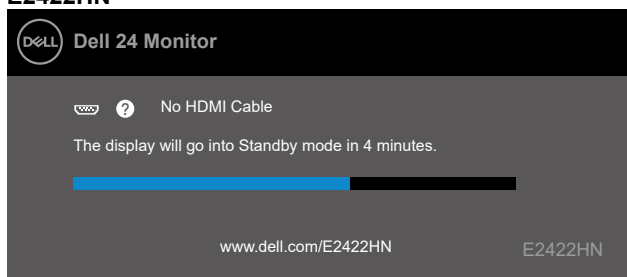 E2422HN
DELL Dell 24 Monitor
? No HDMI Cable
The display will go into Standby mode in 4 minutes.
www.dell.com/E2422HN
E2422HN